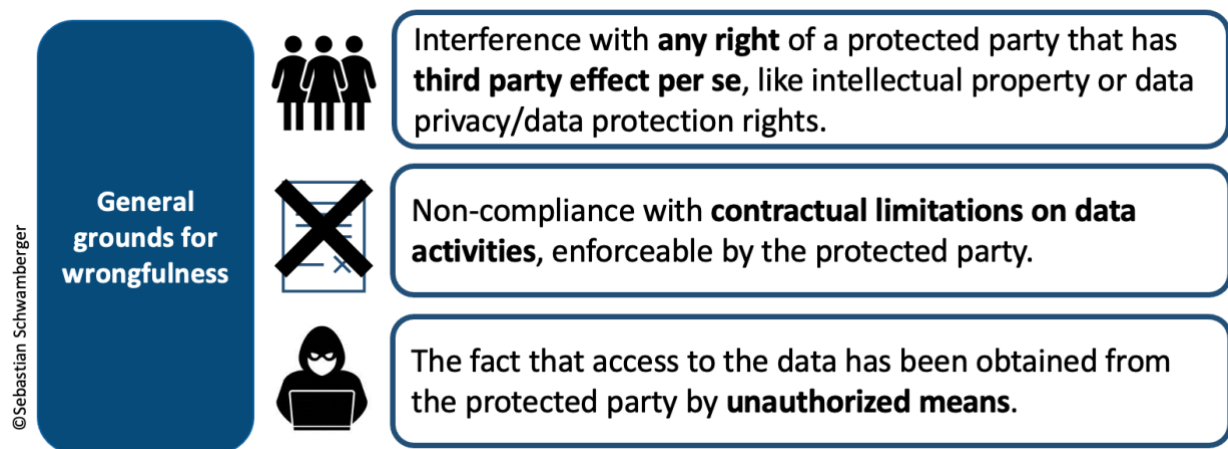 ©Sebastian Schwamberger
General
grounds for
wrongfulness
Interference with any right of a protected party that has
third party effect per se, like intellectual property or data
privacy/data protection rights.
Non-compliance with contractual limitations on data
activities, enforceable by the protected party.
The fact that access to the data has been obtained from
the protected party by unauthorized means.